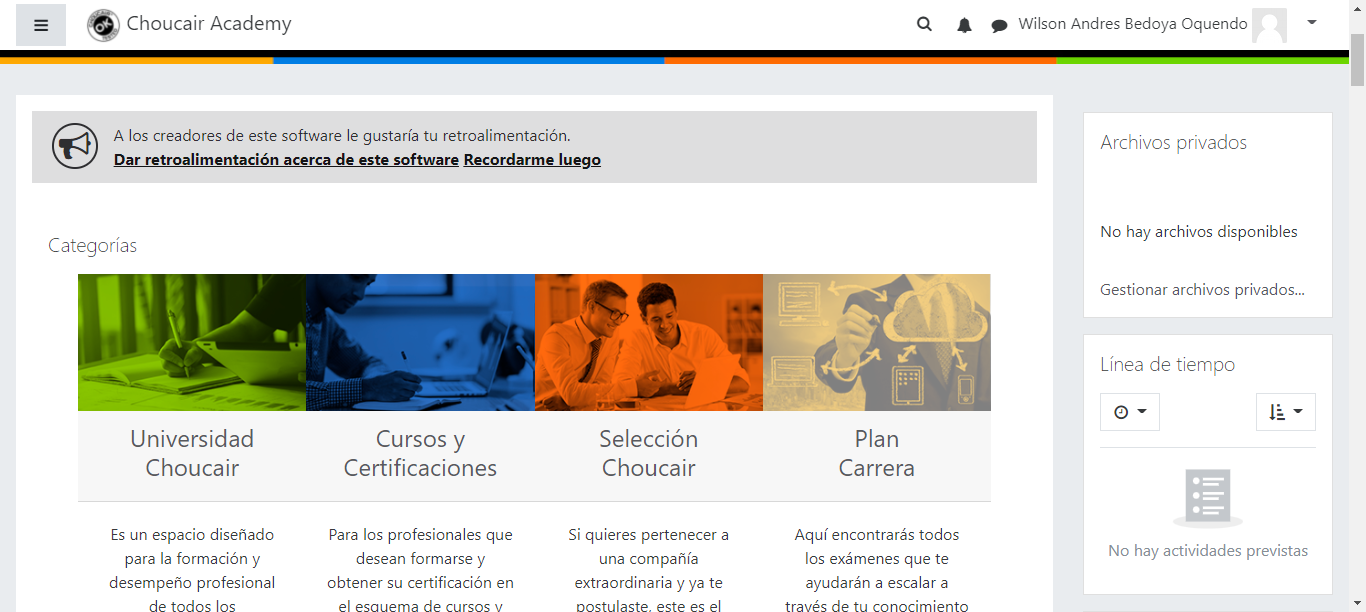 Choucair Academy
Wilson Andres Bedoya Oquendo
A los creadores de este software le gustaría tu retroalimentación.
Dar retroalimentación acerca de este software Recordarme luego
Categorías
Universidad
Choucair
Es un espacio diseñado
para la formación y
desempeño profesional
de todos los
Cursos y
Certificaciones
Para los profesionales que
desean formarse y
obtener su certificación en
el esquema de cursos y
Selección
Choucair
Si quieres pertenecer a
una compañía
extraordinaria y ya te
postulaste, este es el
Plan
Carrera
Aquí encontrarás todos
los exámenes que te
ayudarán a escalar a
través de tu conocimiento
Archivos privados
No hay archivos disponibles
Gestionar archivos privados...
Línea de tiempo
No hay actividades previstas